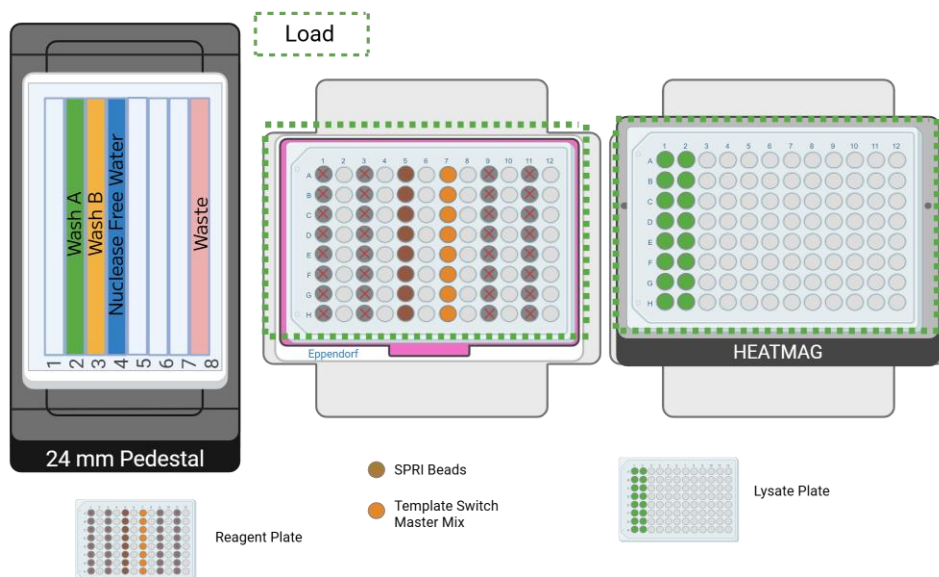 Load
Wash A
Wash B
Nuclease Free Water
Waste
1 2 3 4 5 6 7 8
24 mm Pedestal
1 2 3 4 5 6 7 8 9 10 11 12
A
B
C
D
E
F
G
H
Eppendorf
1 2 3 4 5 6 7 8 9 10 11 12
A
B
C
D
E
F
G
H
HEATMAG
SPRI Beads
Template Switch
Master Mix
Reagent Plate
Lysate Plate